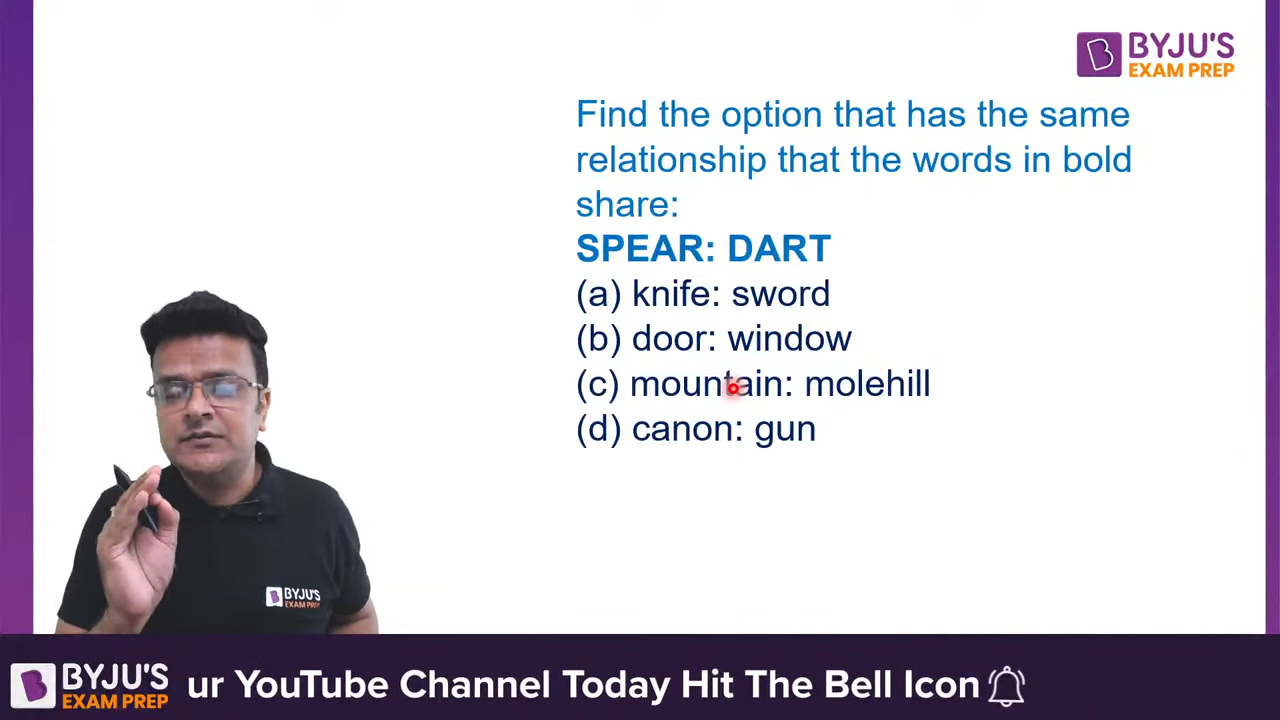 BYJU'S
EXAM PREP
Find the option that has the same
relationship that the words in bold
share:
SPEAR: DART
(a) knife: sword
(b) door: window
(c) mountain: molehill
(d) canon: gun
BYJU'S
EXAM PREP
BYJU'S
EXAM PREP
ur YouTube Channel Today Hit The Bell Icon